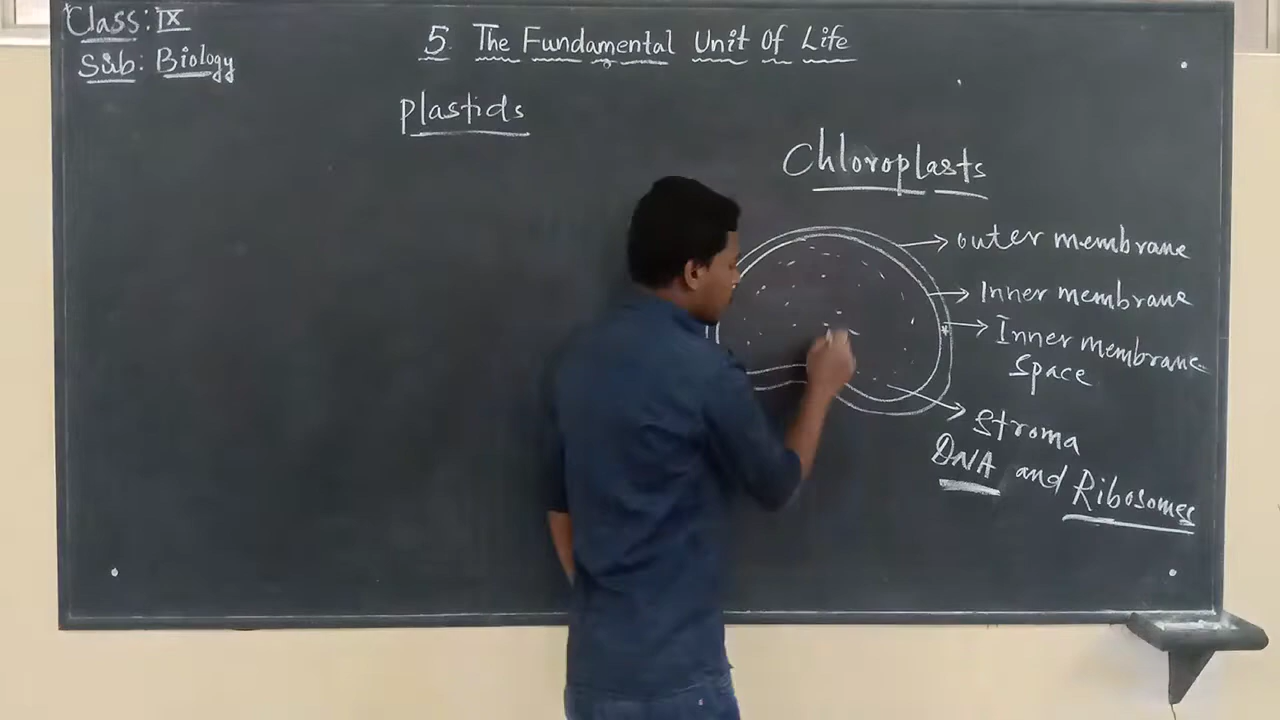 Class: IX
Sub: Biology
5. The Fundamental Unit Of Life
Plastids
Chloroplasts
outer membrane
Inner membrane
Inner membrane
Space
Stroma
DNA and Ribosomes